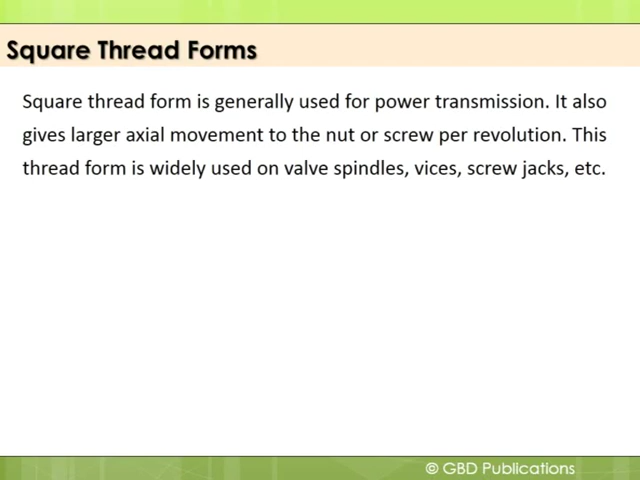 Square Thread Forms
Square thread form is generally used for power transmission. It also
gives larger axial movement to the nut or screw per revolution. This
thread form is widely used on valve spindles, vices, screw jacks, etc.
© GBD Publications